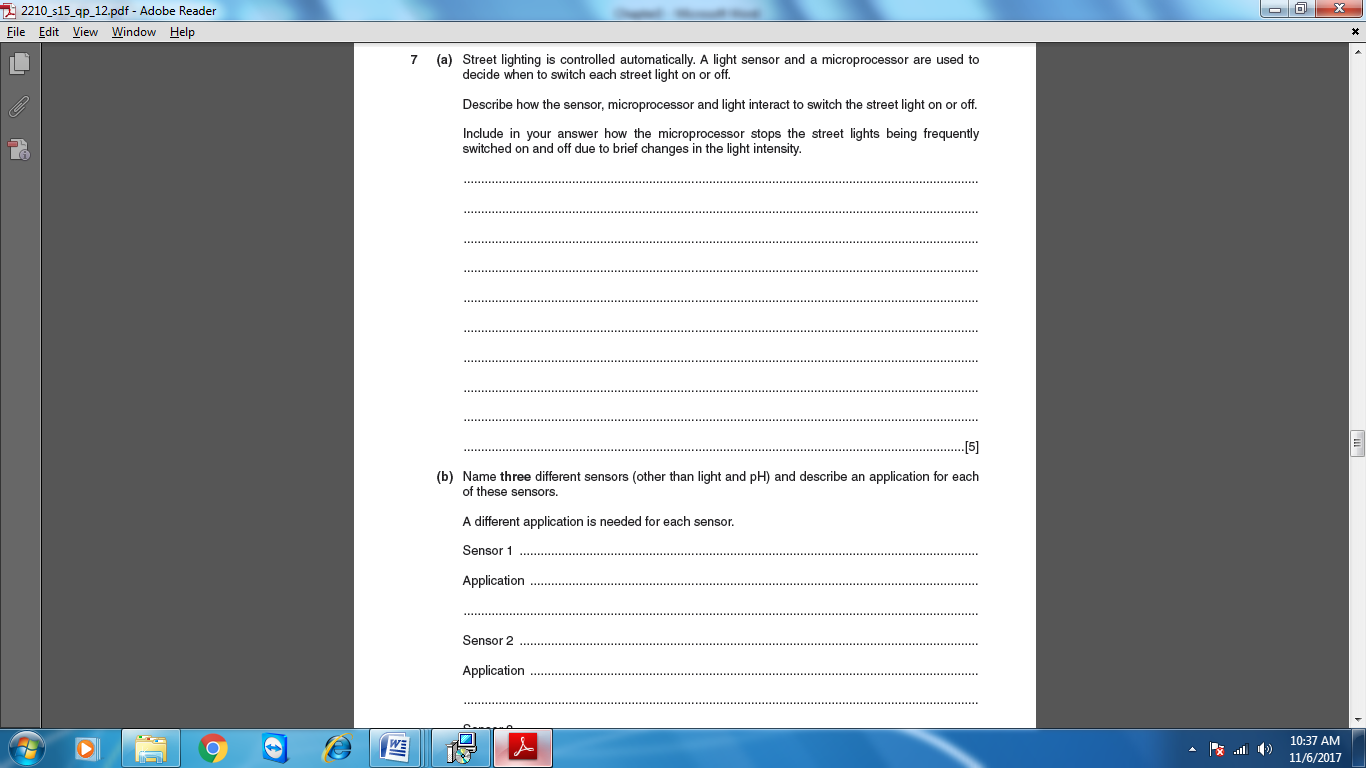 2210_s15_qp_12.pdf - Adobe Reader
File Edit View Window Help
7 (a) Street lighting is controlled automatically. A light sensor and a microprocessor are used to
decide when to switch each street light on or off.
Describe how the sensor, microprocessor and light interact to switch the street light on or off.
Include in your answer how the microprocessor stops the street lights being frequently
switched on and off due to brief changes in the light intensity.
[5]
(b) Name three different sensors (other than light and pH) and describe an application for each
of these sensors.
A different application is needed for each sensor.
Sensor 1
Application
Sensor 2
Application
10:37 AM
11/6/2017